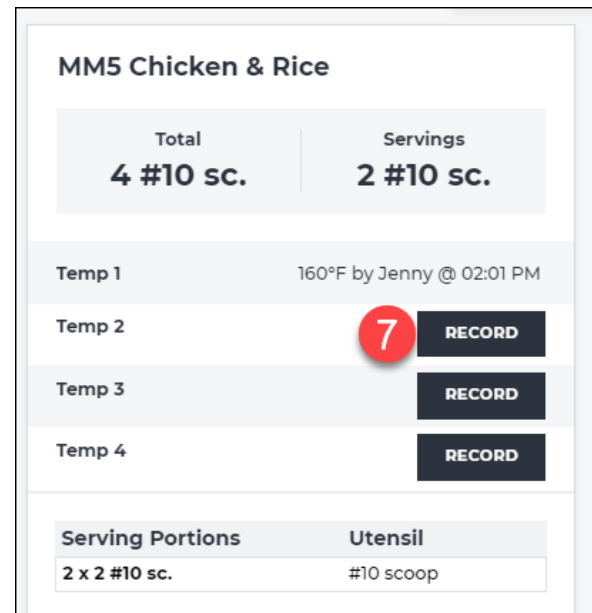 MM5 Chicken & Rice
Total Servings
4 #10 sc. 2 #10 sc.
Temp 1 160°F by Jenny @ 02:01 PM
Temp 2 7 RECORD
Temp 3 RECORD
Temp 4 RECORD
Serving Portions Utensil
2 x 2 #10 sc. #10 scoop